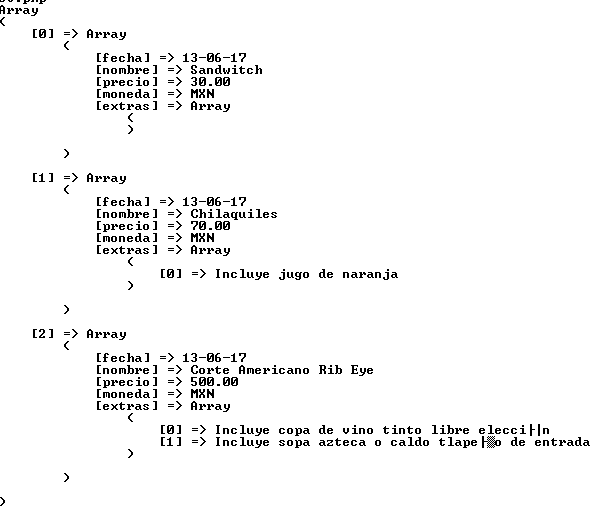 Array
(
[0] => Array
(
[fecha] => 13-06-17
[nombre] => Sandwitch
[precio] => 30.00
[moneda] => MXN
[extras] => Array
(
)
)
[1] => Array
(
[fecha] => 13-06-17
[nombre] => Chilaquiles
[precio] => 70.00
[moneda] => MXN
[extras] => Array
(
[0] => Incluye jugo de naranja
)
)
[2] => Array
(
[fecha] => 13-06-17
[nombre] => Corte Americano Rib Eye
[precio] => 500.00
[moneda] => MXN
[extras] => Array
(
[0] => Incluye copa de vino tinto libre elecci├│n
[1] => Incluye sopa azteca o caldo tlape├▒o de entrada
)
)
)